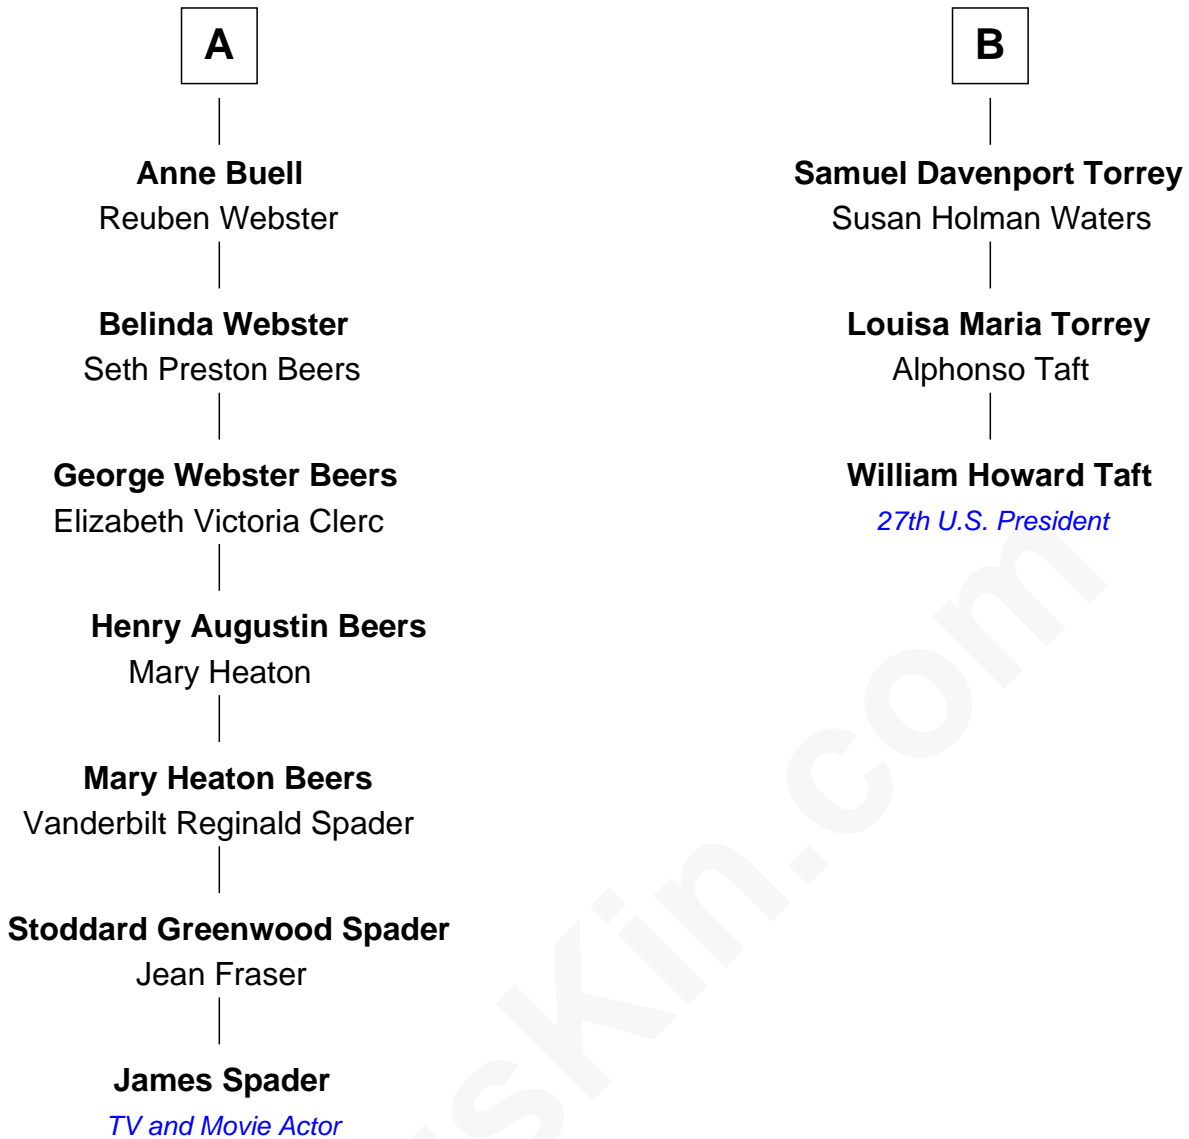 A
Anne Buell
Reuben Webster
Belinda Webster
Seth Preston Beers
George Webster Beers
Elizabeth Victoria Clerc
Henry Augustin Beers
Mary Heaton
Mary Heaton Beers
Vanderbilt Reginald Spader
Stoddard Greenwood Spader
Jean Fraser
James Spader
TV and Movie Actor
B
Samuel Davenport Torrey
Susan Holman Waters
Louisa Maria Torrey
Alphonso Taft
William Howard Taft
27th U.S. President
usKin.com